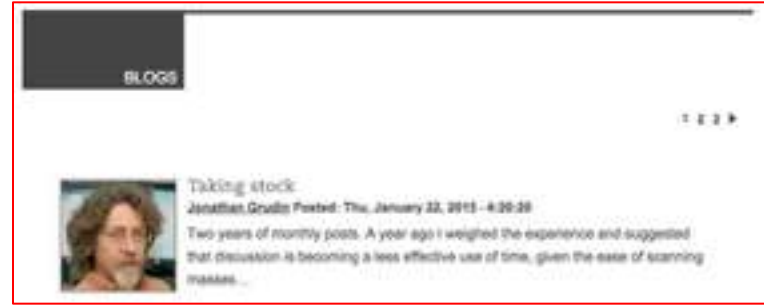 BLOGS
1 2 3
Taking stock
Jonathan Grudin Posted: Thu, January 22, 2015 - 4:20:20
Two years of monthly posts. A year ago I weighed the experience and suggested
that discussion is becoming a less effective use of time, given the ease of scanning
masses...